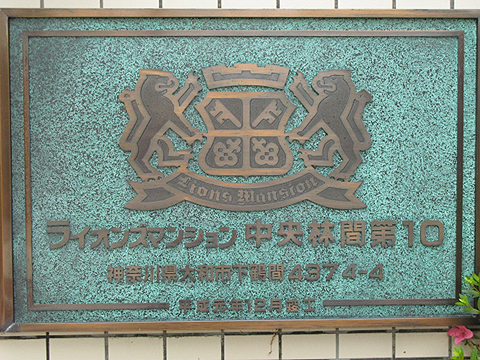 Lions Mansion
ライオンズマンション 中央林間第10
神奈川県大和市下鶴間4374-4
平成元年12月竣工